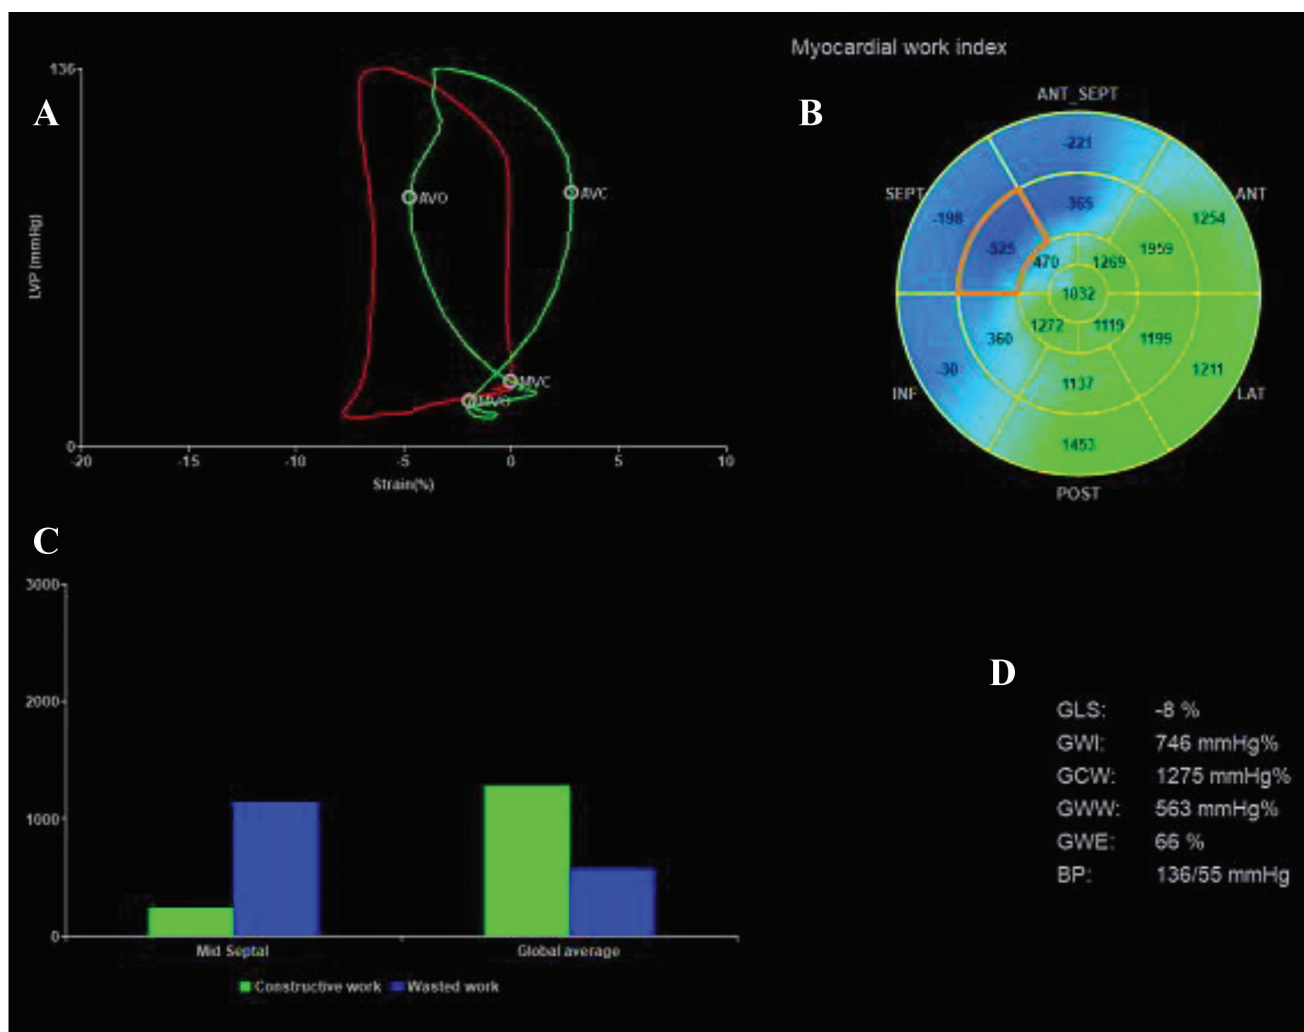 Myocardial work index
A
136
AVO
AVC
MVC
MVO
0
-20 -15 -10 -5 0 5 10
LVP (mmHg)
Strain(%)
B
ANT_SEPT
SEPT
ANT
INF
LAT
POST
-221
-198
1254
365
-525
1959
470
1269
1032
1272
1119
360
1199
-30
1211
1137
1453
C
3000
2000
1000
0
Mid Septal
Global average
Constructive work Wasted work
D
GLS: -8 %
GWI: 746 mmHg%
GCW: 1275 mmHg%
GWW: 563 mmHg%
GWE: 66 %
BP: 136/55 mmHg